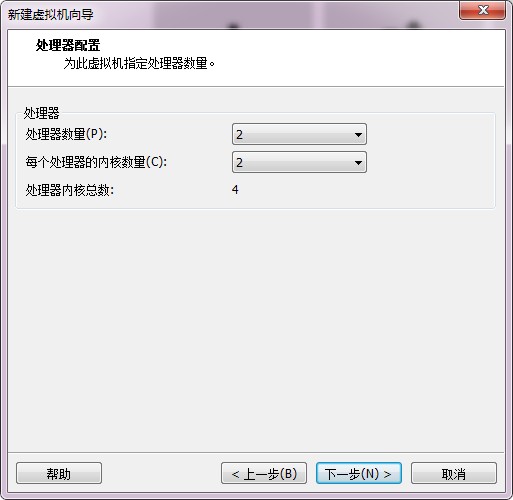 新建虚拟机向导
处理器配置
为此虚拟机指定处理器数量。
处理器
处理器数量(P): 2
每个处理器的内核数量(C): 2
处理器内核总数: 4
帮助 < 上一步(B) 下一步(N) > 取消